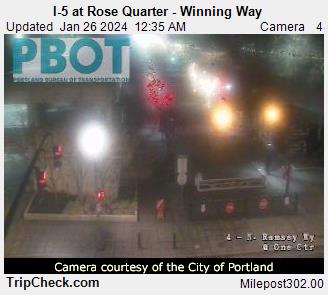 I-5 at Rose Quarter - Winning Way
Updated Jan 26 2024 12:35 AM Camera 4
PBOT
PORTLAND BUREAU OF TRANSPORTATION
4 - N. Ramsey Wy
@ One Ctr
Camera courtesy of the City of Portland
TripCheck.com Milepost302.00